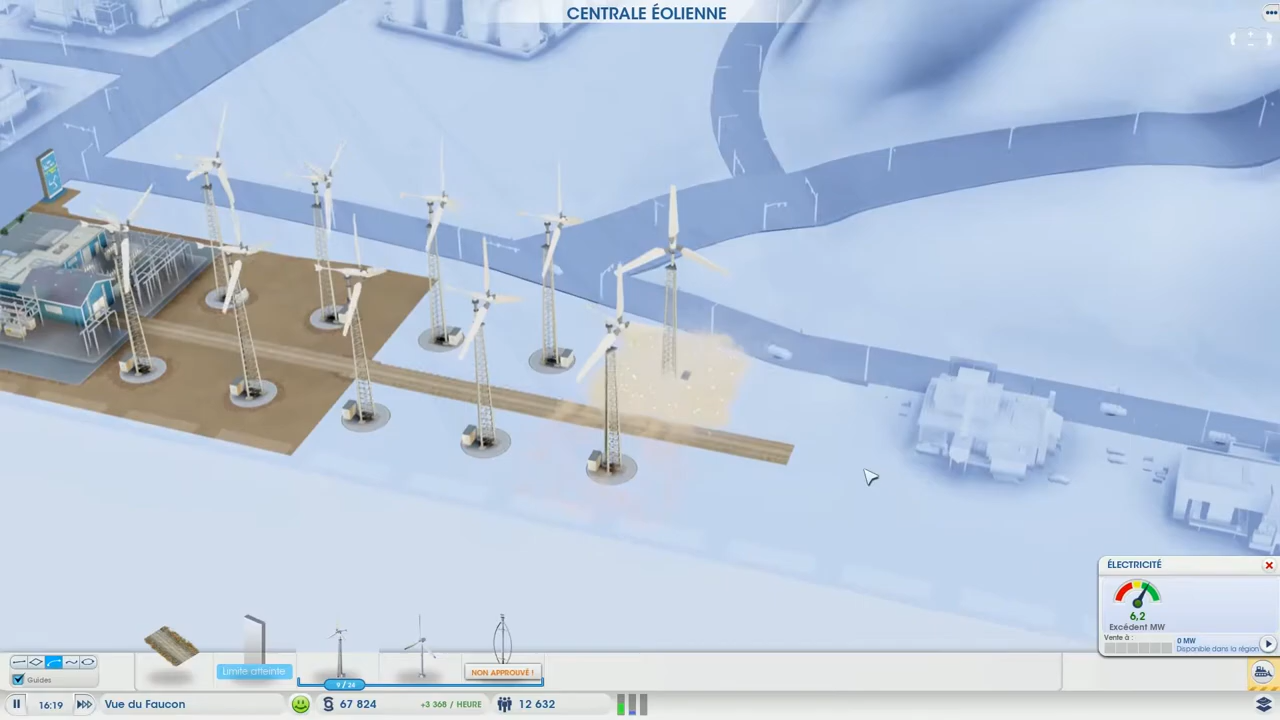 CENTRALE ÉOLIENNE
ÉLECTRICITÉ
6,2
Excédent MW
Vente à :
0 MW
Disponible dans la région
Limite atteinte
NON APPROUVÉ !
Guides
9 / 24
16:19
Vue du Faucon
67 824
+3 368 / HEURE
12 632